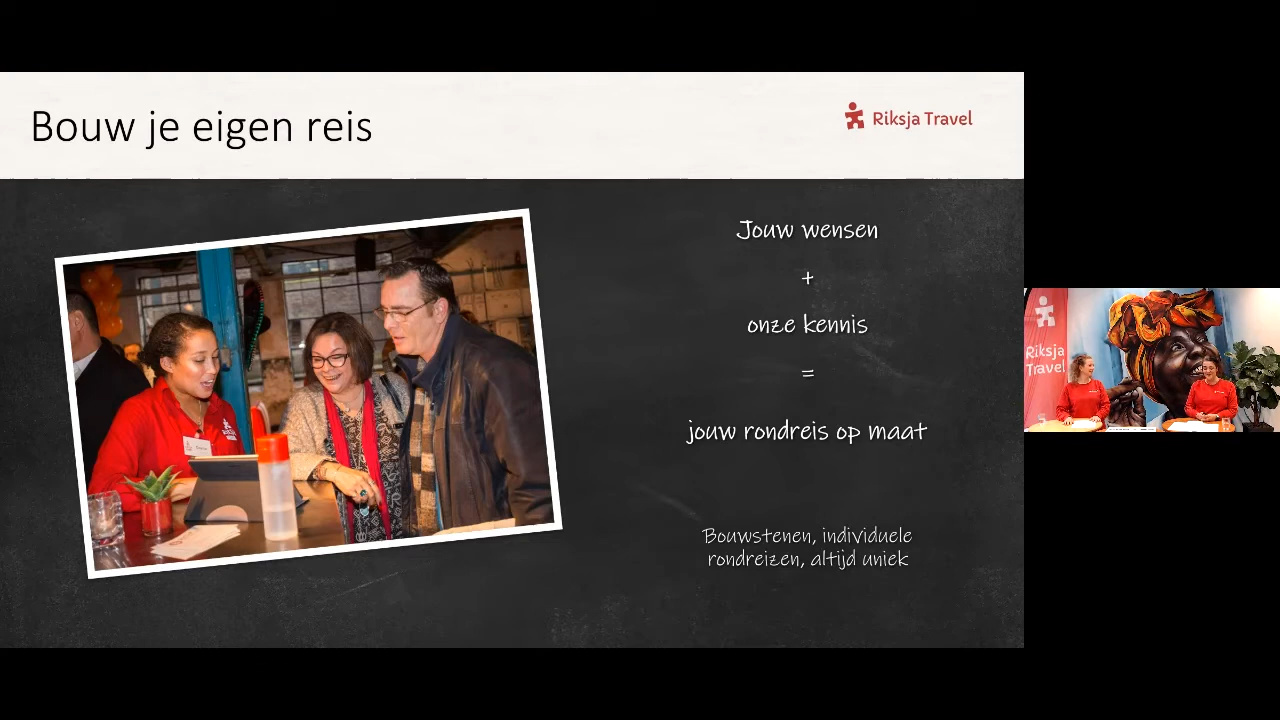 Bouw je eigen reis
Riksja Travel
Jouw wensen
+
onze kennis
=
jouw rondreis op maat
Bouwstenen, individuele
rondreizen, altijd uniek
Riksja
Travel